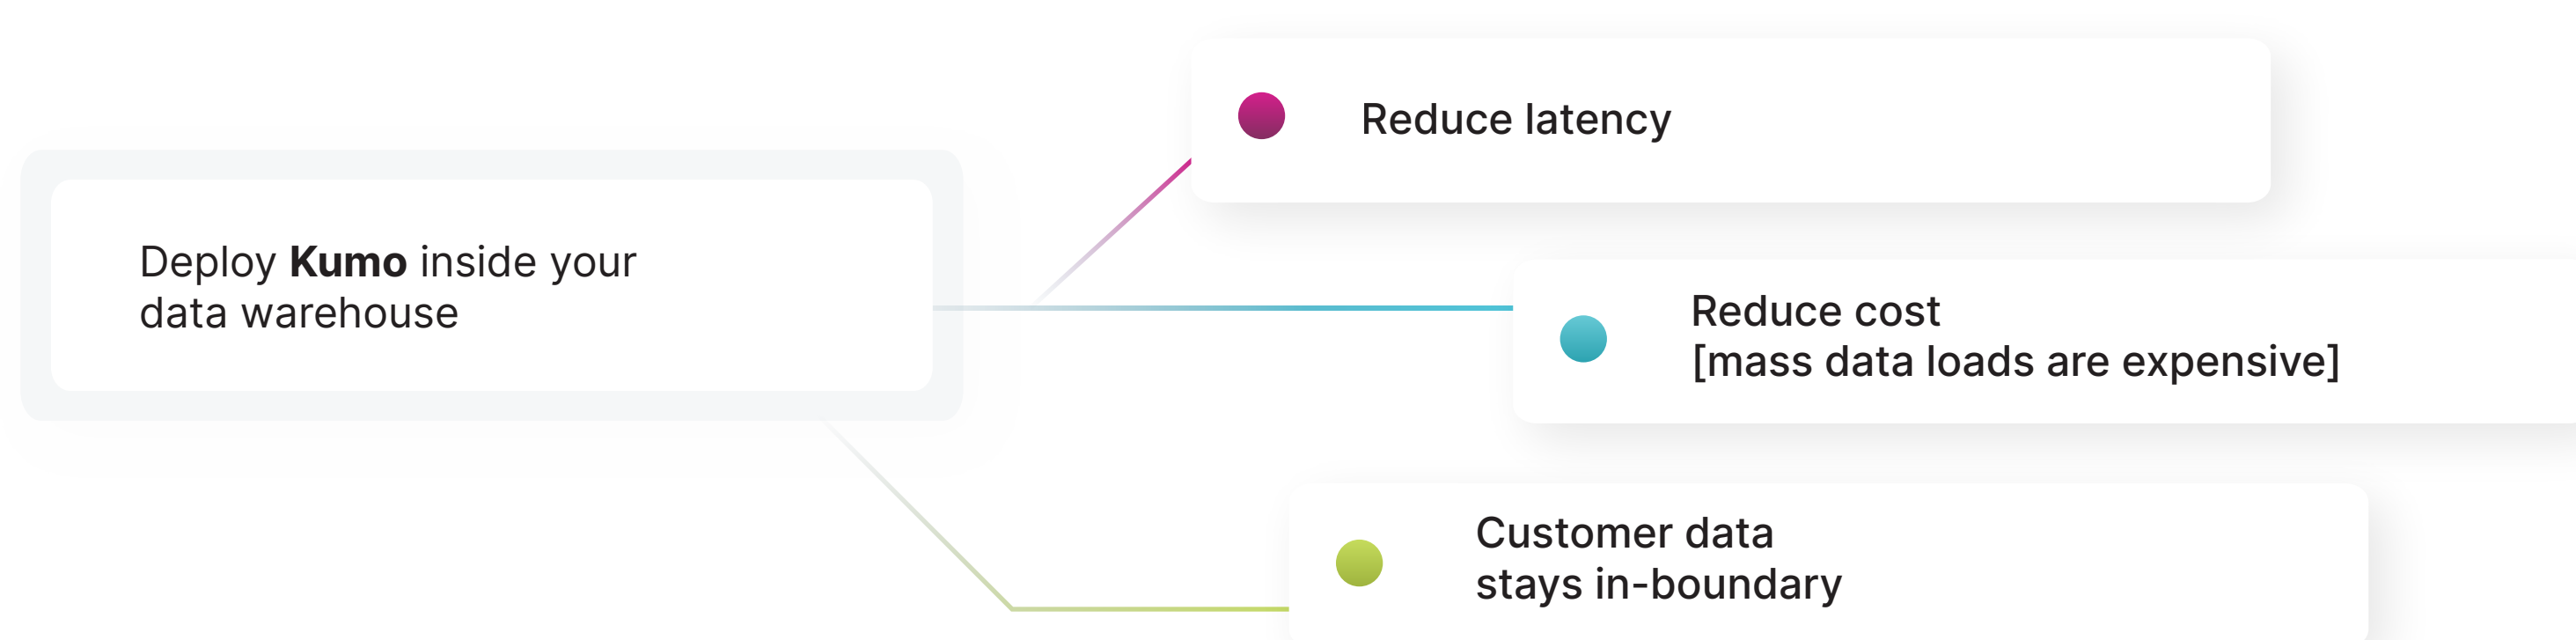 Reduce latency
Deploy Kumo inside your
data warehouse
Reduce cost
[mass data loads are expensive]
Customer data
stays in-boundary